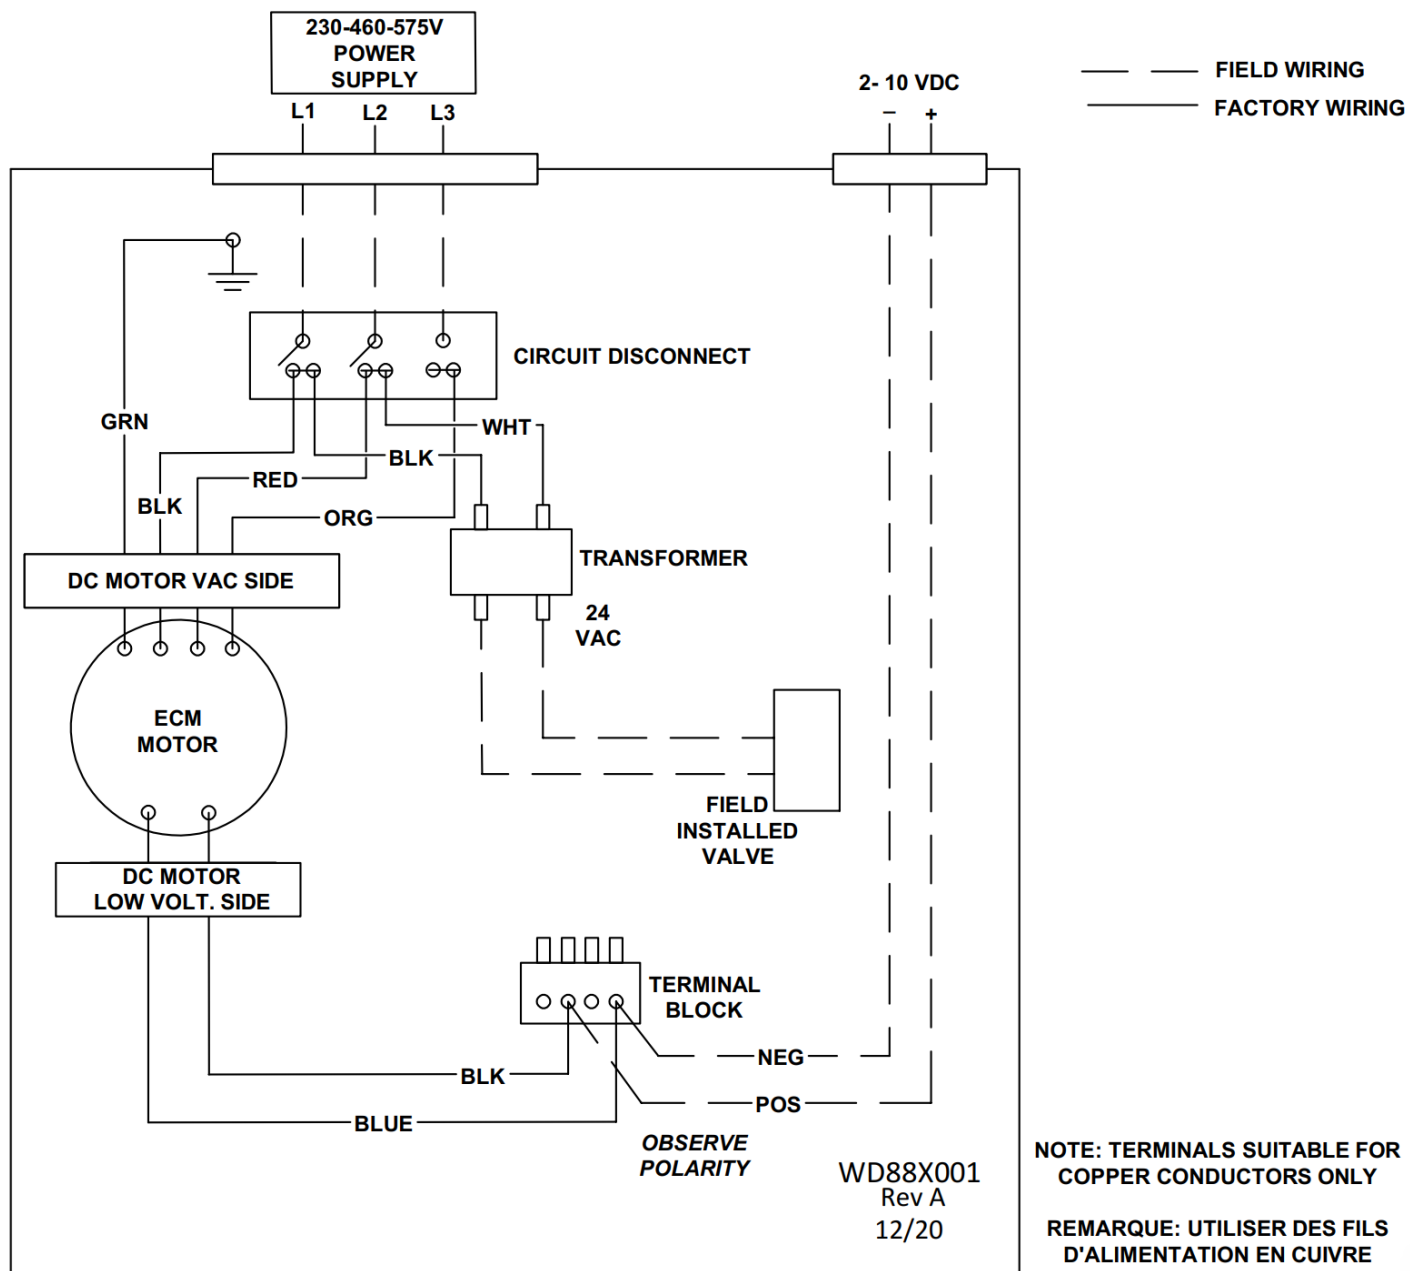 230-460-575V
POWER
SUPPLY
L1
L2
L3
2- 10 VDC
–
+
FIELD WIRING
FACTORY WIRING
CIRCUIT DISCONNECT
GRN
WHT
BLK
RED
BLK
ORG
DC MOTOR VAC SIDE
TRANSFORMER
24
VAC
ECM
MOTOR
FIELD
INSTALLED
VALVE
DC MOTOR
LOW VOLT. SIDE
TERMINAL
BLOCK
NEG
BLK
POS
BLUE
OBSERVE
POLARITY
WD88X001
Rev A
12/20
NOTE: TERMINALS SUITABLE FOR
COPPER CONDUCTORS ONLY
REMARQUE: UTILISER DES FILS
D'ALIMENTATION EN CUIVRE